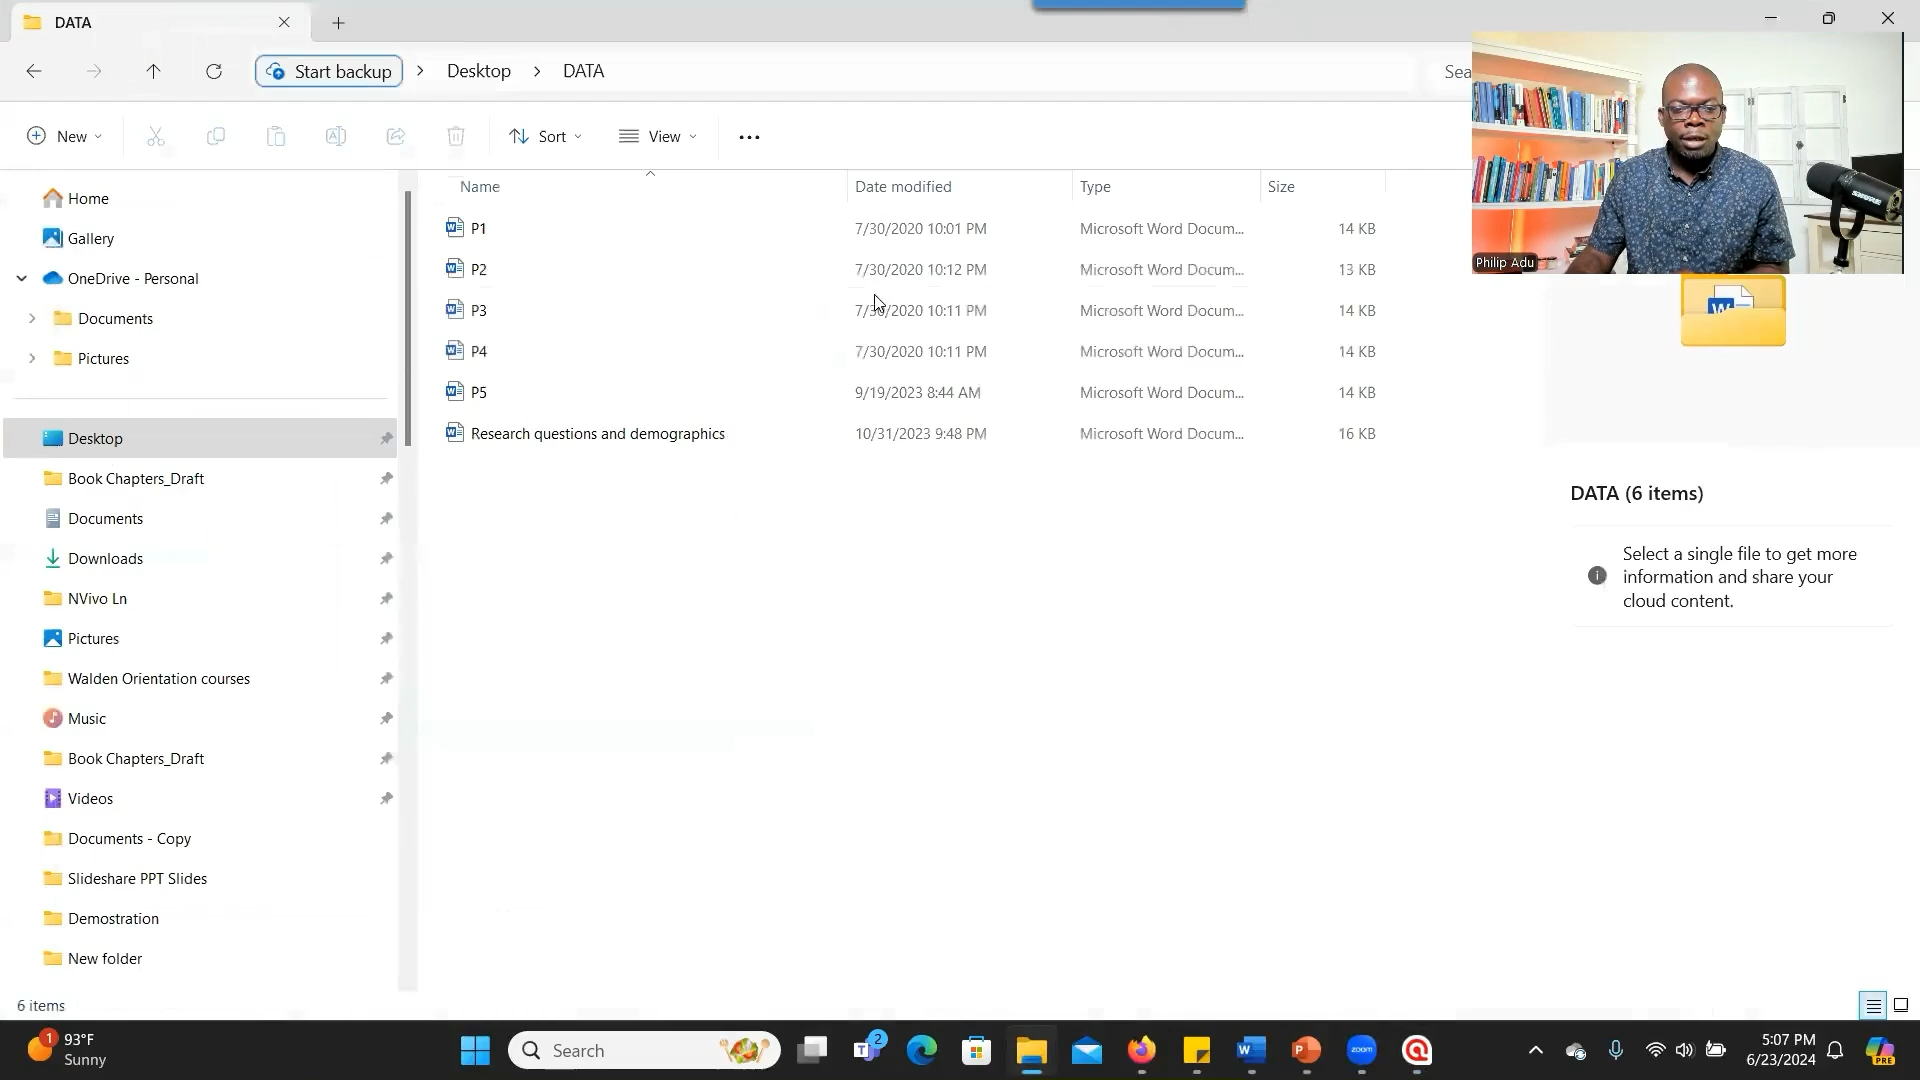 DATA
Start backup
Desktop
DATA
Sea
New
Sort
View
Home
Gallery
OneDrive - Personal
Documents
Pictures
Desktop
Book Chapters_Draft
Documents
Downloads
NVivo Ln
Pictures
Walden Orientation courses
Music
Book Chapters_Draft
Videos
Documents - Copy
Slideshare PPT Slides
Demostration
New folder
Name Date modified Type Size
P1 7/30/2020 10:01 PM Microsoft Word Docum... 14 KB
P2 7/30/2020 10:12 PM Microsoft Word Docum... 13 KB
P3 7/30/2020 10:11 PM Microsoft Word Docum... 14 KB
P4 7/30/2020 10:11 PM Microsoft Word Docum... 14 KB
P5 9/19/2023 8:44 AM Microsoft Word Docum... 14 KB
Research questions and demographics 10/31/2023 9:48 PM Microsoft Word Docum... 16 KB
Philip Adu
DATA (6 items)
Select a single file to get more
information and share your
cloud content.
6 items
1
93°F
Sunny
Search
2
zoom
5:07 PM
6/23/2024
PRE